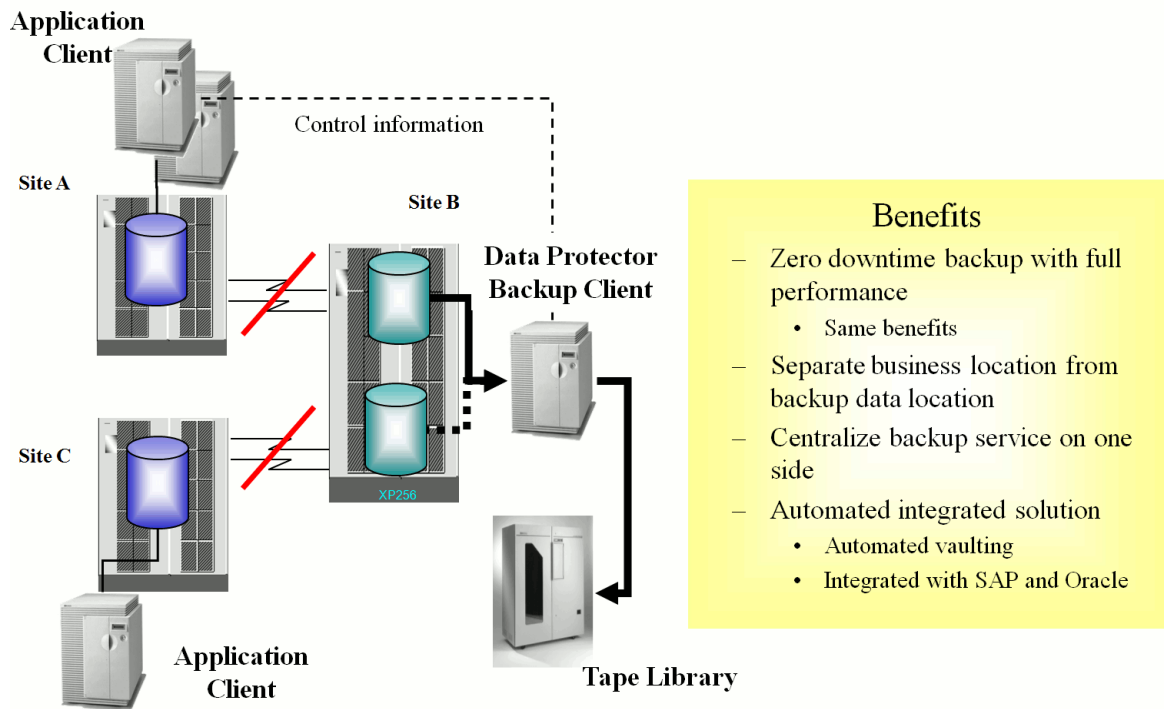 Application
Client
Control information
Site A
Site B
Data Protector
Backup Client
Site C
XP256
Application
Client
Tape Library
Benefits
– Zero downtime backup with full
performance
• Same benefits
– Separate business location from
backup data location
– Centralize backup service on one
side
– Automated integrated solution
• Automated vaulting
• Integrated with SAP and Oracle